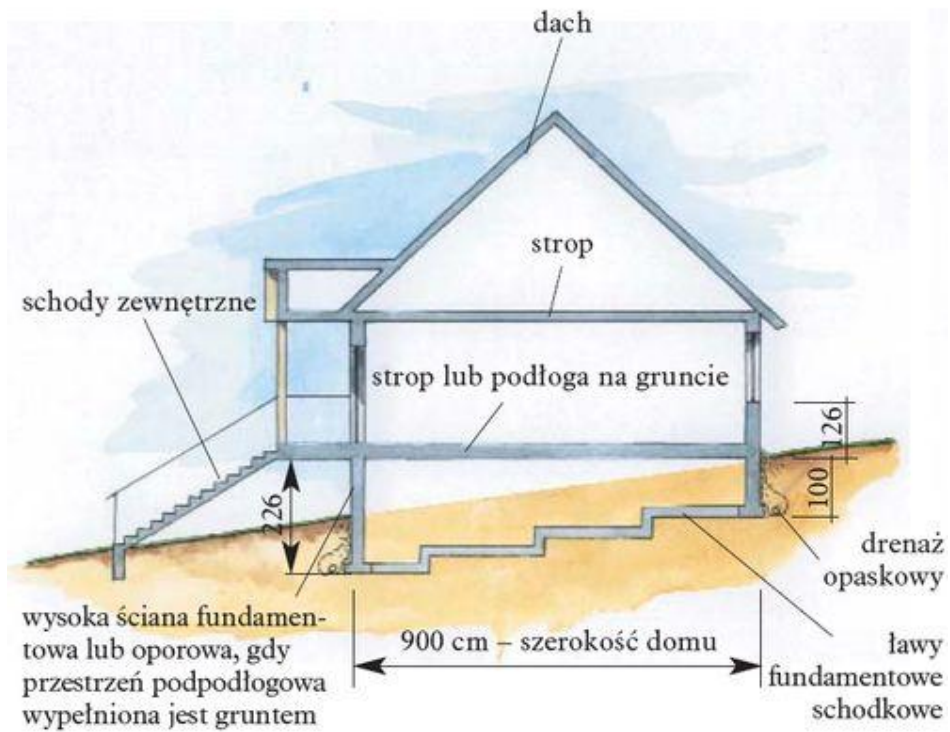 dach
strop
schody zewnętrzne
strop lub podłoga na gruncie
126
100
226
drenaż
opaskowy
wysoka ściana fundamen-
towa lub oporowa, gdy
przestrzeń podpodłogowa
wypełniona jest gruntem
900 cm – szerokość domu
ławy
fundamentowe
schodkowe